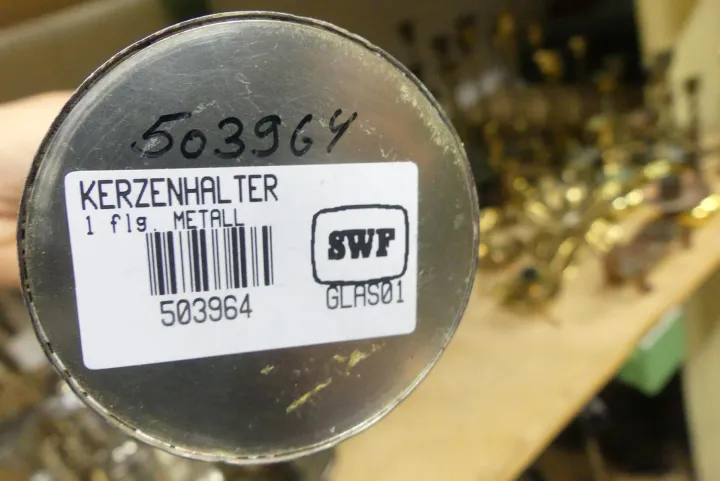 503964
KERZENHALTER
1 flg. METALL
SWF
503964
GLAS01